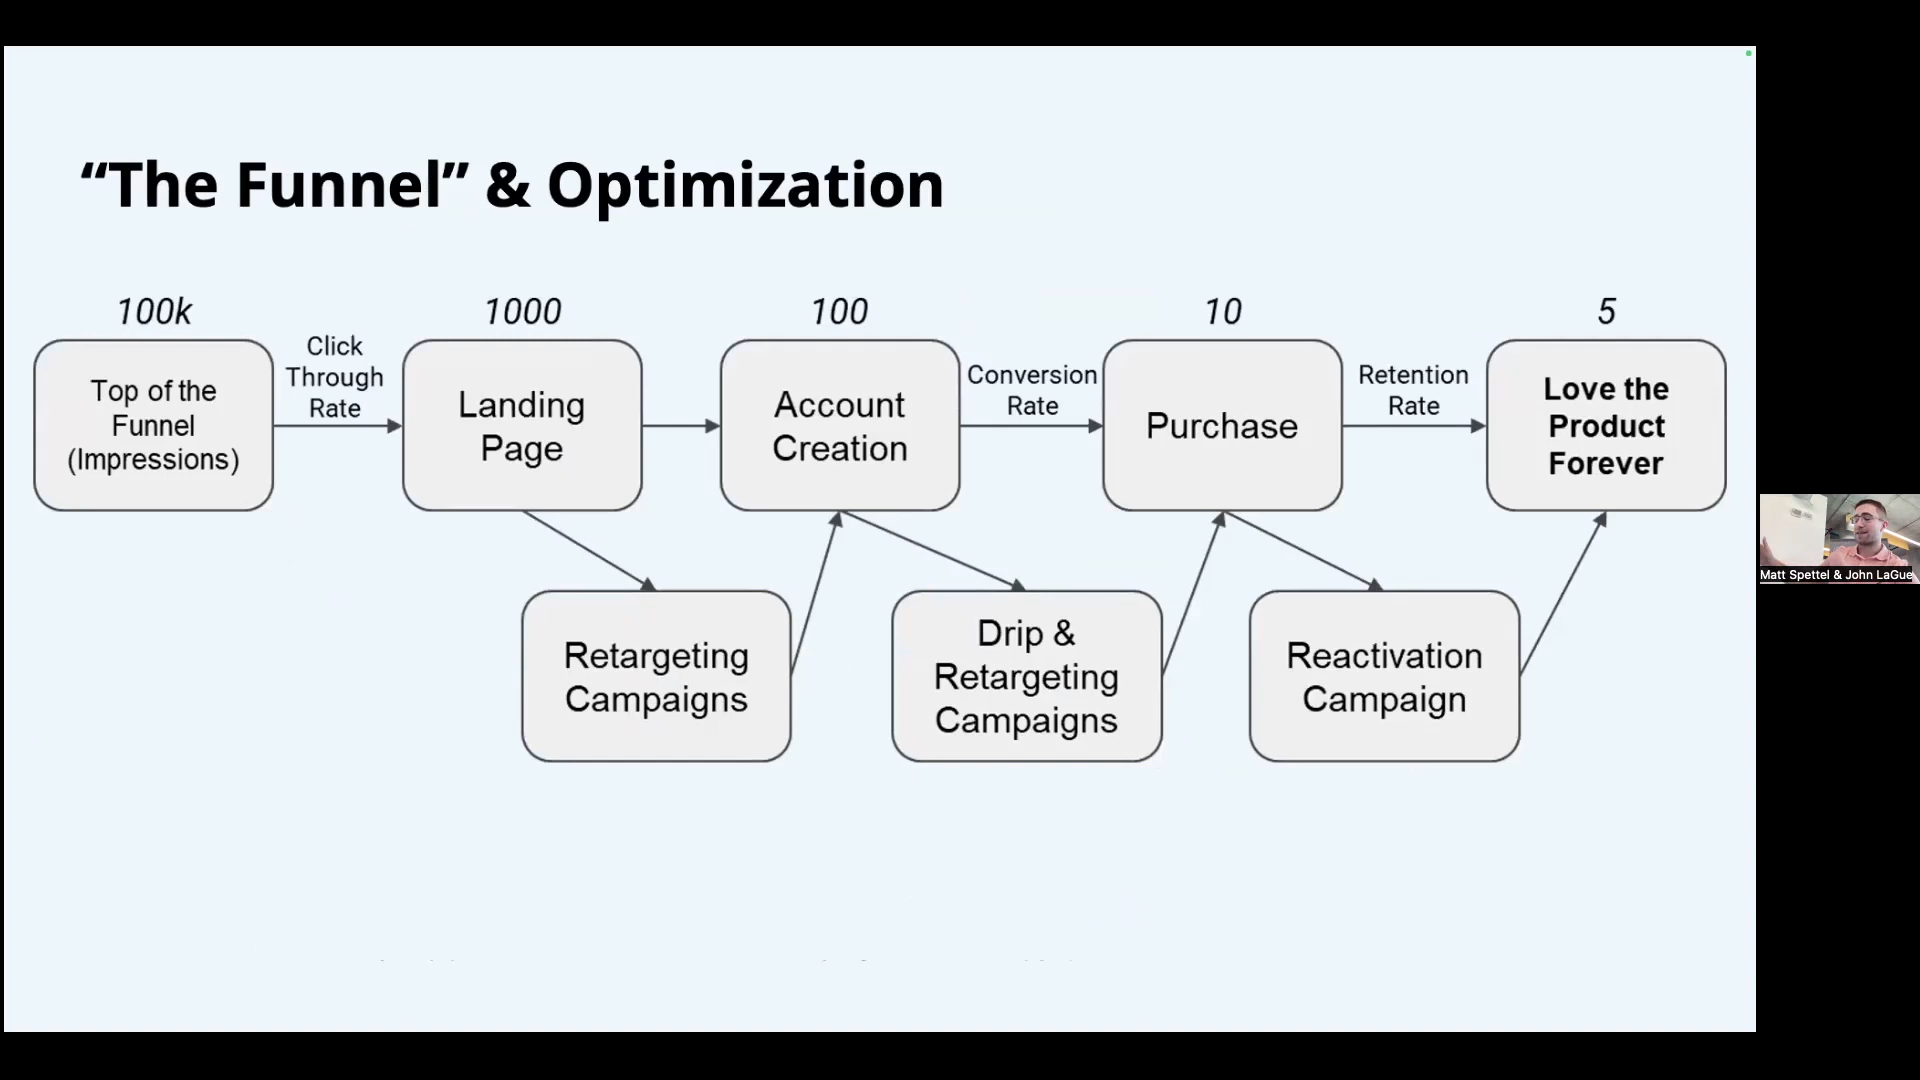 “The Funnel” & Optimization
100k
1000
100
10
5
Top of the
Funnel
(Impressions)
Click
Through
Rate
Landing
Page
Account
Creation
Conversion
Rate
Purchase
Retention
Rate
Love the
Product
Forever
Retargeting
Campaigns
Drip &
Retargeting
Campaigns
Reactivation
Campaign
Matt Spettel & John LaGue